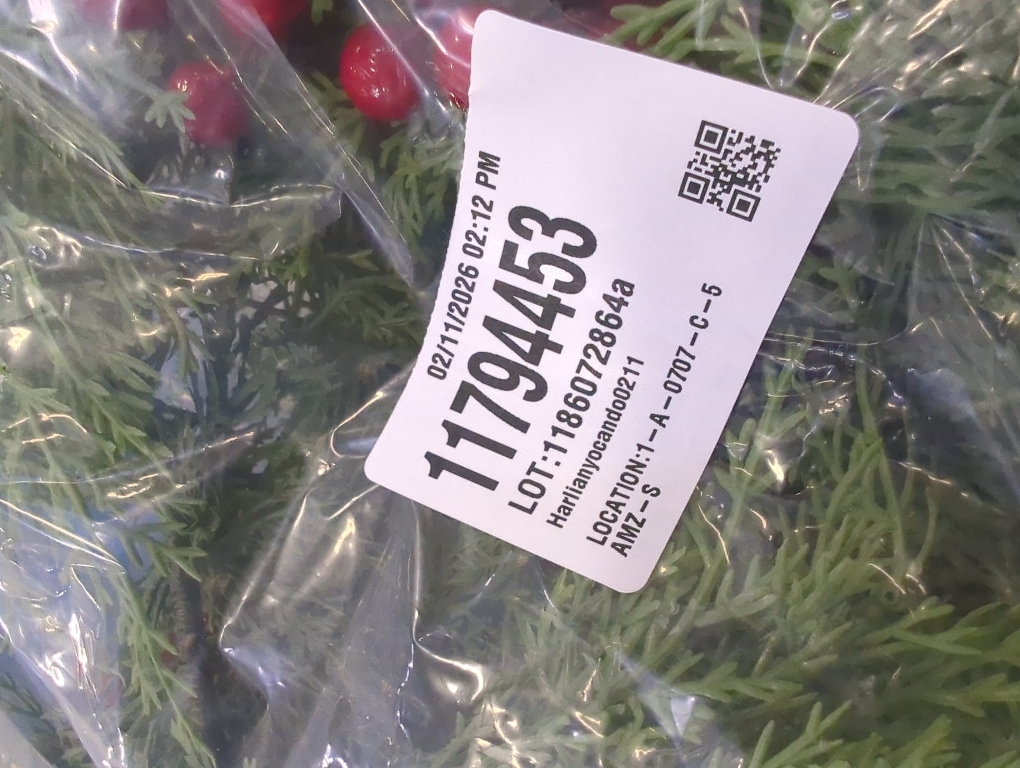 02/11/2026 02:12 PM
11794453
LOT:1186072864a
Harlianyocando0211
LOCATION:1-A-0707-C-5
AMZ-S